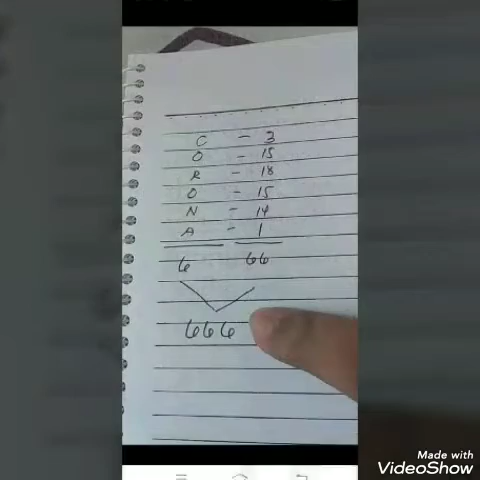 C - 3
O - 15
R - 18
O - 15
N - 14
A - 1
6 66
666
Made with
VideoShow